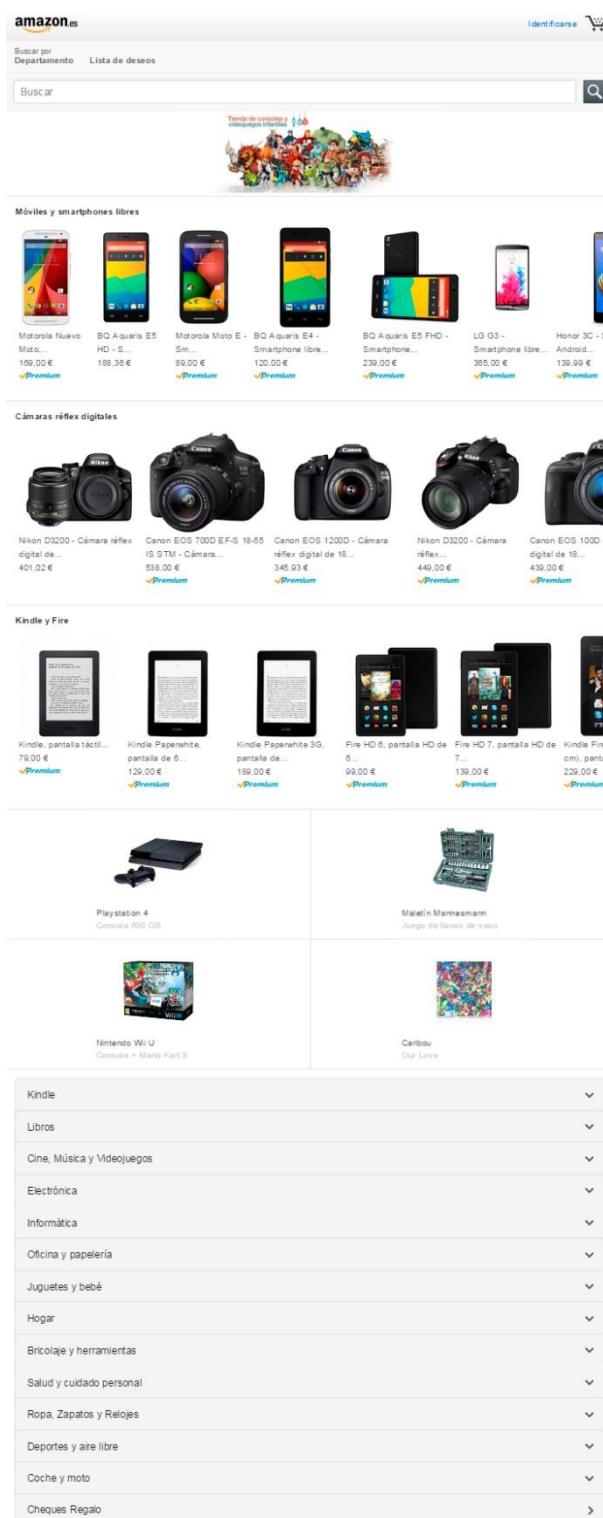 amazon.es
Identificarse
Buscar por
Departamento Lista de deseos
Buscar
Tienda de consolas y
videojuegos infantiles
Móviles y smartphones libres
Motorola Nuevo Moto...
169,00 €
Premium
BQ Aquaris E5 HD - S...
188,36 €
Motorola Moto E - Sm...
89,00 €
Premium
BQ Aquaris E4 - Smartphone libre...
120,00 €
Premium
BQ Aquaris E5 FHD - Smartphone...
239,00 €
Premium
LG G3 - Smartphone libre...
365,00 €
Premium
Honor 3C -
Android...
139,99 €
Premium
Cámaras réflex digitales
Nikon D3200 - Cámara réflex
digital de...
401,02 €
Canon EOS 700D EF-S 18-55
IS STM - Cámara...
538,00 €
Premium
Canon EOS 1200D - Cámara
réflex digital de 18...
345,93 €
Premium
Nikon D3200 - Cámara
réflex...
449,00 €
Premium
Canon EOS 100D
digital de 18...
439,00 €
Premium
Kindle y Fire
Kindle, pantalla táctil...
79,00 €
Premium
Kindle Paperwhite,
pantalla de 6...
129,00 €
Premium
Kindle Paperwhite 3G,
pantalla de...
189,00 €
Premium
Fire HD 6, pantalla HD de
6...
99,00 €
Premium
Fire HD 7, pantalla HD de
7...
139,00 €
Premium
Kindle Fire
cm), panta
229,00 €
Premium
Playstation 4
Consola 500 GB
Maletín Mannesmann
Juego de llaves de vaso
Nintendo Wii U
Consola + Mario Kart 8
Caribou
Our Love
Kindle
Libros
Cine, Música y Videojuegos
Electrónica
Informática
Oficina y papelería
Juguetes y bebé
Hogar
Bricolaje y herramientas
Salud y cuidado personal
Ropa, Zapatos y Relojes
Deportes y aire libre
Coche y moto
Cheques Regalo